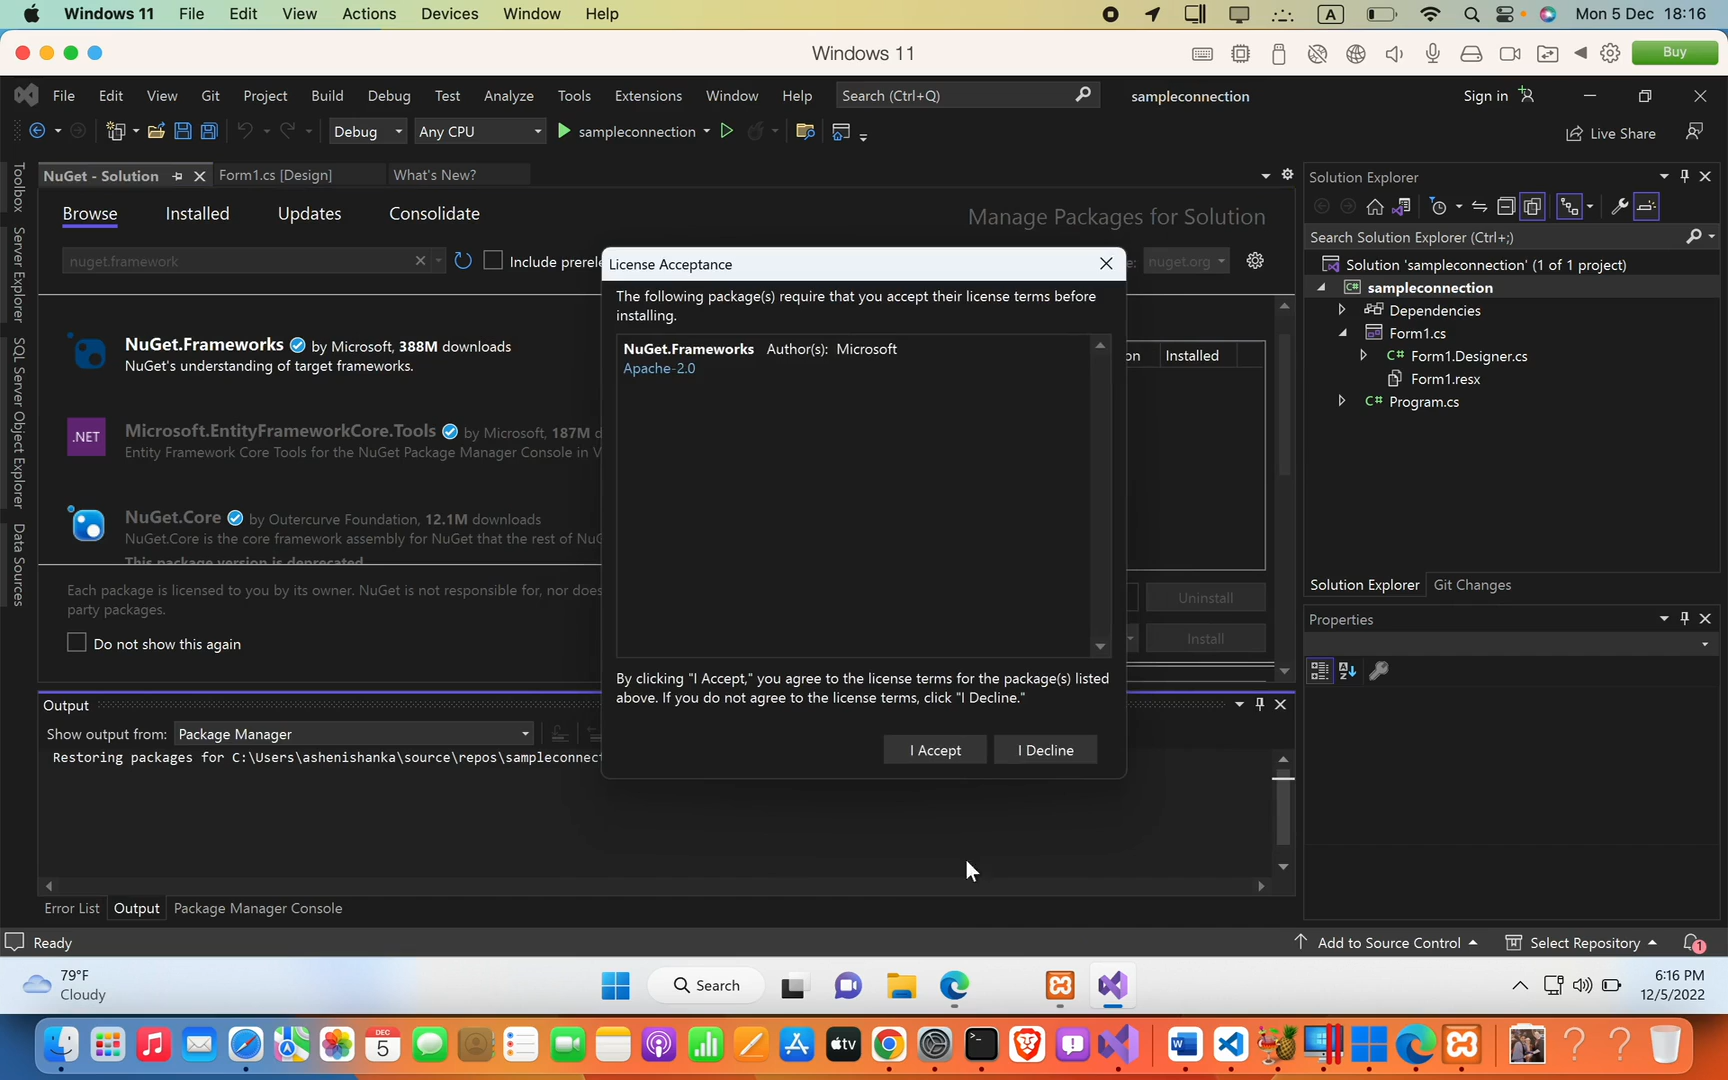 Windows 11 File Edit View Actions Devices Window Help A Mon 5 Dec 18:16
Windows 11 Buy
File Edit View Git Project Build Debug Test Analyze Tools Extensions Window Help Search (Ctrl+Q) sampleconnection Sign in
Debug Any CPU sampleconnection Live Share
Toolbox
Server Explorer
SQL Server Object Explorer
Data Sources
NuGet - Solution Form1.cs [Design] What's New?
Browse Installed Updates Consolidate Manage Packages for Solution
nuget.framework Include prerele nuget.org
NuGet.Frameworks by Microsoft, 388M downloads
NuGet's understanding of target frameworks.
.NET Microsoft.EntityFrameworkCore.Tools by Microsoft, 187M d
Entity Framework Core Tools for the NuGet Package Manager Console in V
NuGet.Core by Outercurve Foundation, 12.1M downloads
NuGet.Core is the core framework assembly for NuGet that the rest of NuG
This package version is deprecated
Each package is licensed to you by its owner. NuGet is not responsible for, nor does
party packages.
Do not show this again
on Installed
Uninstall
Install
License Acceptance
The following package(s) require that you accept their license terms before
installing.
NuGet.Frameworks Author(s): Microsoft
Apache-2.0
By clicking "I Accept," you agree to the license terms for the package(s) listed
above. If you do not agree to the license terms, click "I Decline."
I Accept I Decline
Output
Show output from: Package Manager
Restoring packages for C:\Users\ashenishanka\source\repos\sampleconnect
Error List Output Package Manager Console
Solution Explorer
Search Solution Explorer (Ctrl+;)
Solution 'sampleconnection' (1 of 1 project)
C# sampleconnection
Dependencies
Form1.cs
C# Form1.Designer.cs
Form1.resx
C# Program.cs
Solution Explorer Git Changes
Properties
Ready Add to Source Control Select Repository 1
79°F
Cloudy
Search
6:16 PM
12/5/2022
DEC
5
tv